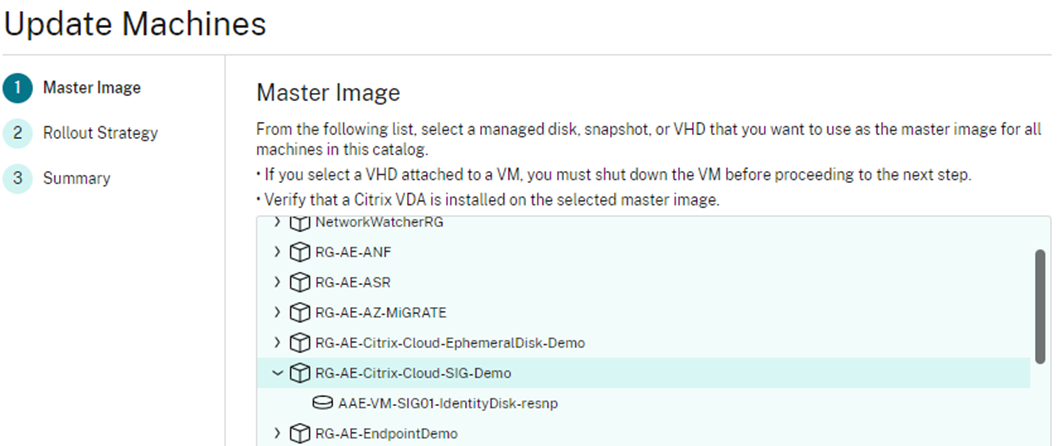 Update Machines
1 Master Image
2 Rollout Strategy
3 Summary
Master Image
From the following list, select a managed disk, snapshot, or VHD that you want to use as the master image for all
machines in this catalog.
• If you select a VHD attached to a VM, you must shut down the VM before proceeding to the next step.
• Verify that a Citrix VDA is installed on the selected master image.
NetworkWatcherRG
RG-AE-ANF
RG-AE-ASR
RG-AE-AZ-MiGRATE
RG-AE-Citrix-Cloud-EphemeralDisk-Demo
RG-AE-Citrix-Cloud-SIG-Demo
AAE-VM-SIG01-IdentityDisk-resnp
RG-AE-EndpointDemo